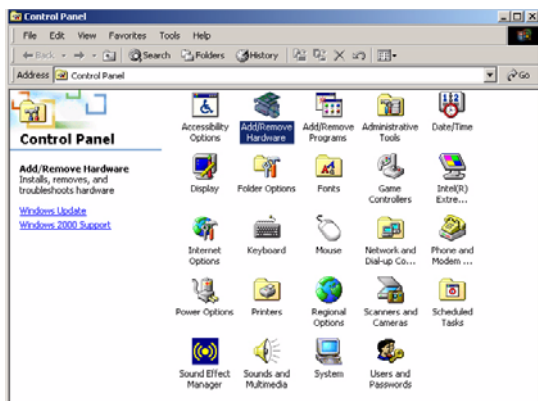 Control Panel
File Edit View Favorites Tools Help
Back Search Folders History
Address Control Panel Go
Control Panel
Add/Remove Hardware
Installs, removes, and
troubleshoots hardware
Windows Update
Windows 2000 Support
Accessibility Options
Add/Remove Hardware
Add/Remove Programs
Administrative Tools
Date/Time
Display
Folder Options
Fonts
Game Controllers
Intel(R) Extre...
Internet Options
Keyboard
Mouse
Network and Dial-up Co...
Phone and Modem ...
Power Options
Printers
Regional Options
Scanners and Cameras
Scheduled Tasks
Sound Effect Manager
Sounds and Multimedia
System
Users and Passwords